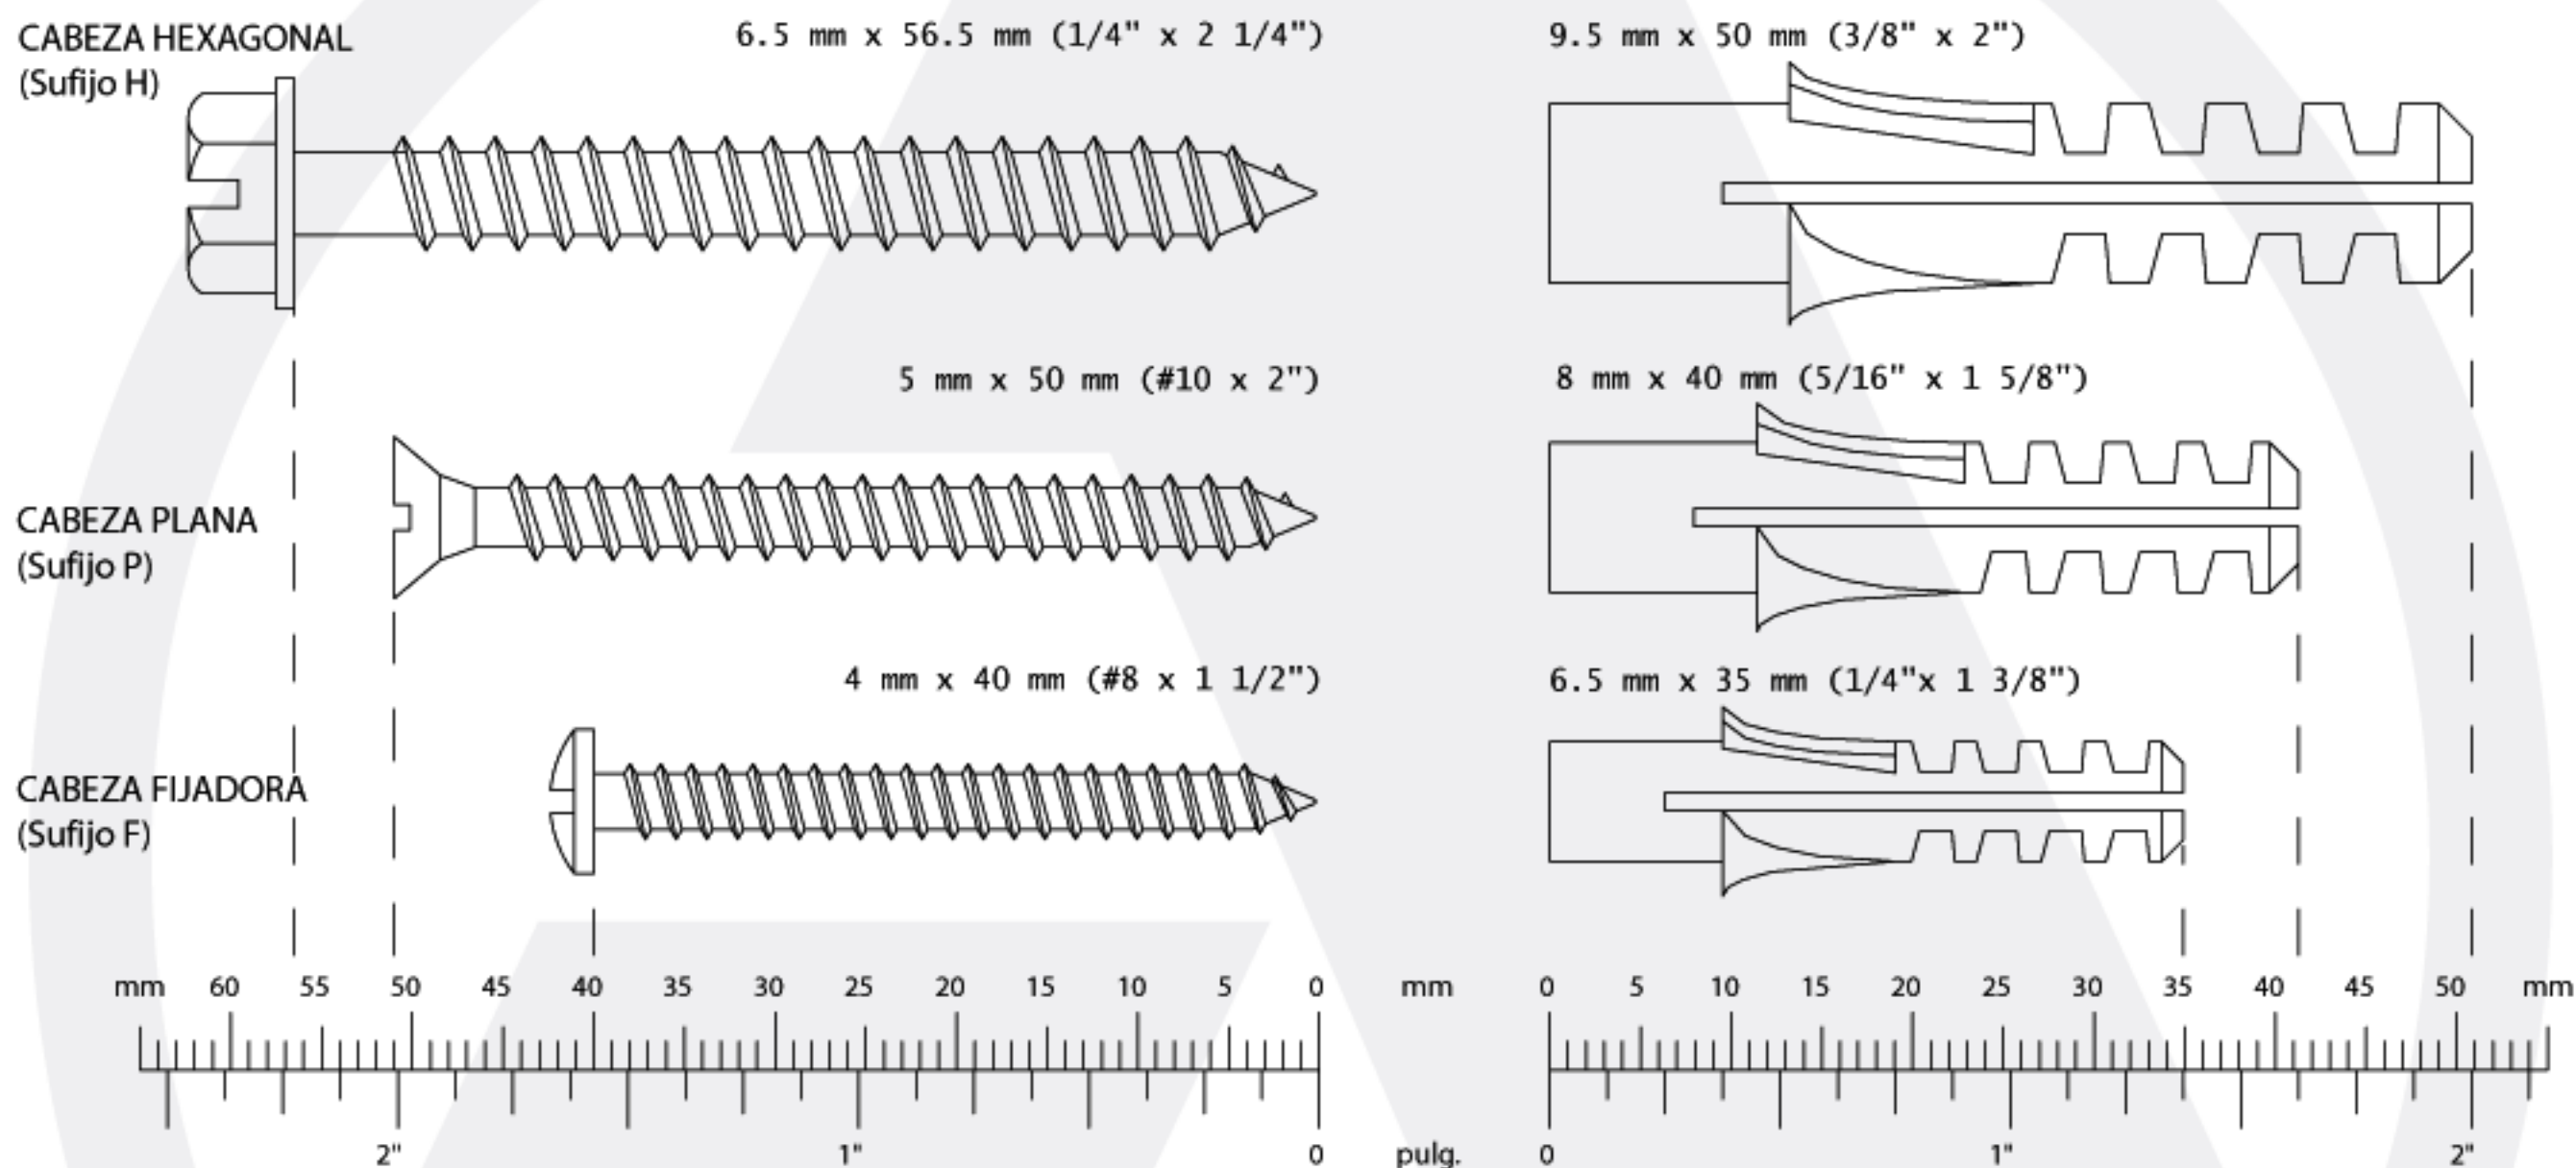 CABEZA HEXAGONAL
(Sufijo H)
6.5 mm x 56.5 mm (1/4" x 2 1/4")
9.5 mm x 50 mm (3/8" x 2")
5 mm x 50 mm (#10 x 2")
8 mm x 40 mm (5/16" x 1 5/8")
CABEZA PLANA
(Sufijo P)
4 mm x 40 mm (#8 x 1 1/2")
6.5 mm x 35 mm (1/4"x 1 3/8")
CABEZA FIJADORA
(Sufijo F)
mm 60 55 50 45 40 35 30 25 20 15 10 5 0 mm 0 5 10 15 20 25 30 35 40 45 50 mm
2" 1" 0 pulg. 0 1" 2"